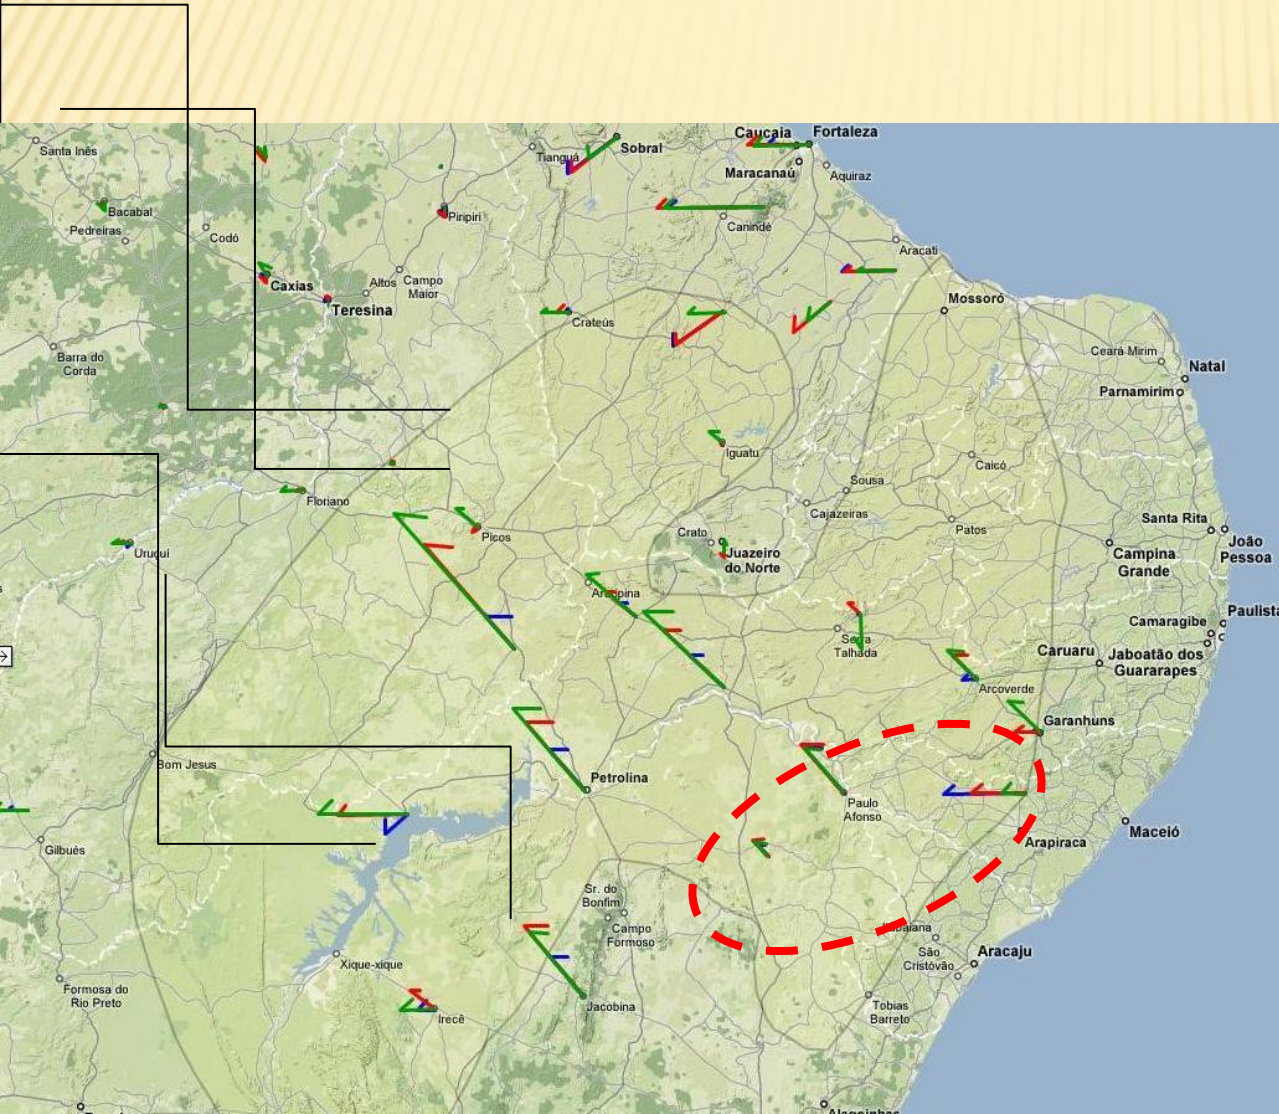 Santa Inês
Tianguá
Sobral
Caucaia
Fortaleza
Maracanaú
Aquiraz
Bacabal
Pedreiras
Codó
Piripiri
Canindé
Aracati
Caxias
Altos
Campo
Maior
Teresina
Crateús
Mossoró
Barra do
Corda
Ceará Mirim
Natal
Parnamirim
Iguatu
Caicó
Sousa
Cajazeiras
Floriano
Picos
Patos
Santa Rita
João
Pessoa
Uruçuí
Crato
Juazeiro
do Norte
Campina
Grande
Araripina
Paulista
Camaragibe
Serra
Talhada
Caruaru
Jaboatão dos
Guararapes
Arcoverde
Garanhuns
Bom Jesus
Petrolina
Paulo
Afonso
Maceió
Arapiraca
Gilbués
Sr. do
Bonfim
Campo
Formoso
Itabaiana
São
Cristóvão
Aracaju
Xique-xique
Formosa do
Rio Preto
Irecê
Jacobina
Tobias
Barreto
Alagoinhas